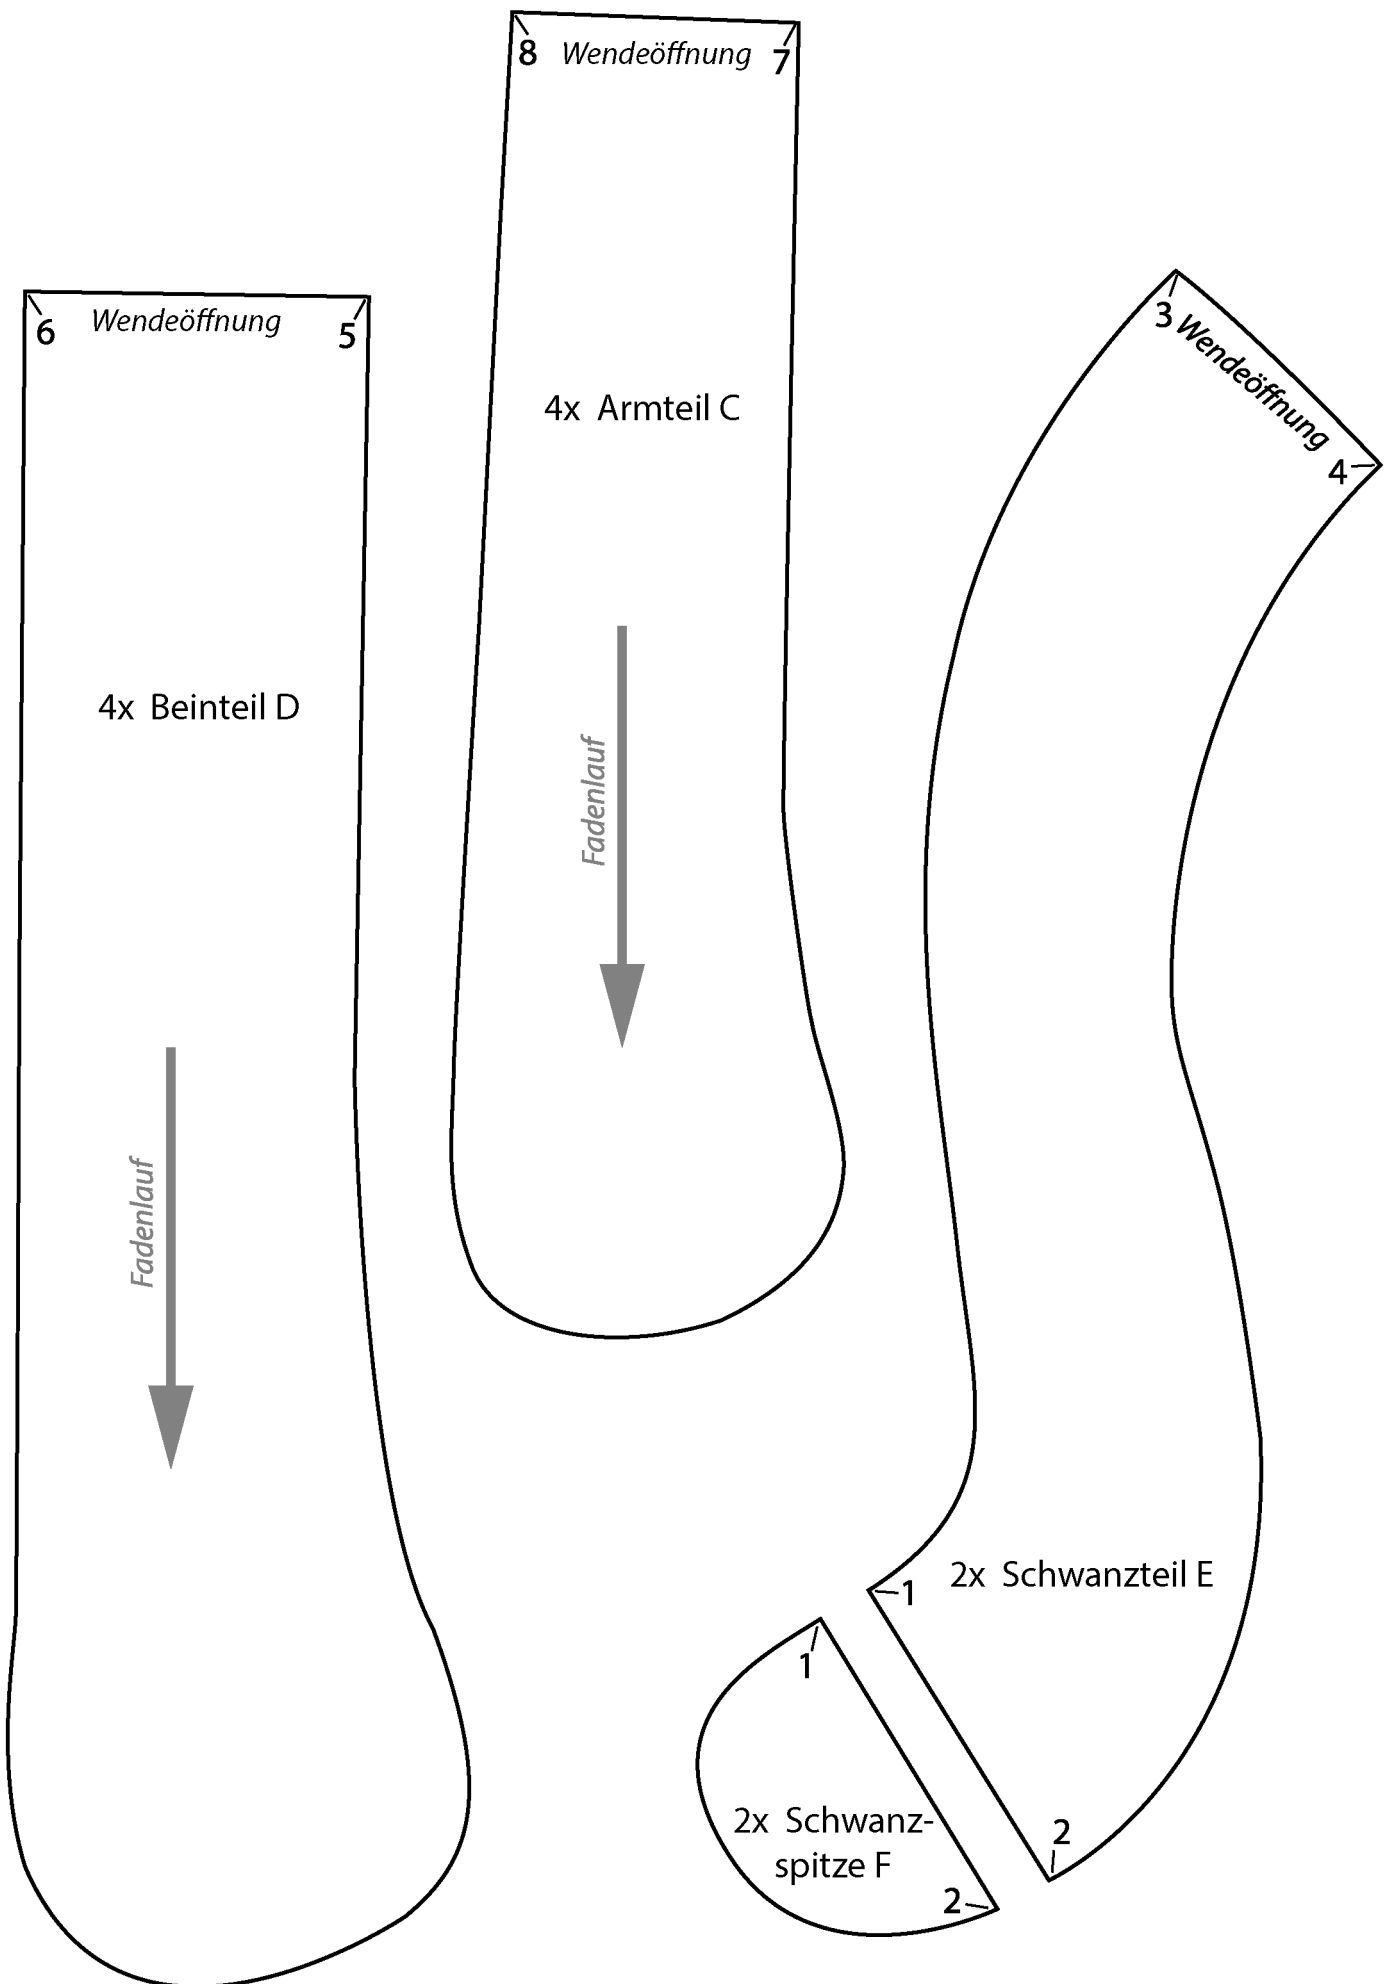 8 Wendeöffnung 7
6 Wendeöffnung 5
3 Wendeöffnung 4
4x Armteil C
4x Beinteil D
Fadenlauf
Fadenlauf
1 2x Schwanzteil E
1
2
2x Schwanz-
spitze F
2